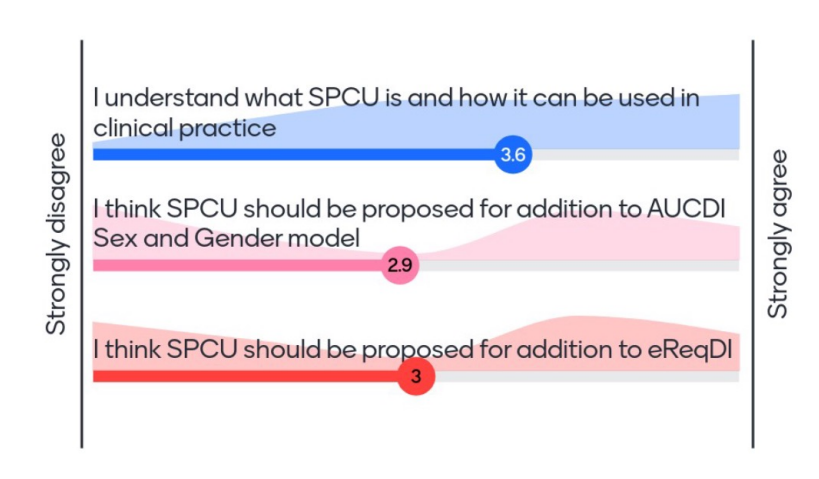 Strongly disagree
I understand what SPCU is and how it can be used in
clinical practice
3.6
I think SPCU should be proposed for addition to AUCDI
Sex and Gender model
2.9
I think SPCU should be proposed for addition to eReqDI
3
Strongly agree